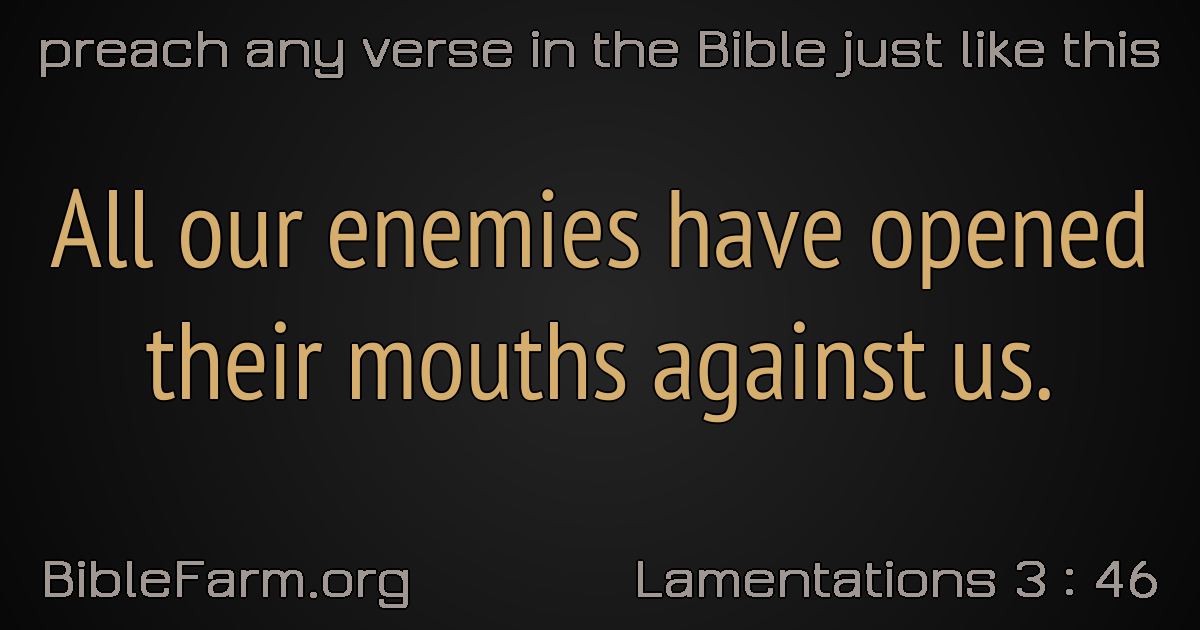 preach any verse in the Bible just like this
All our enemies have opened
their mouths against us.
BibleFarm.org
Lamentations 3 : 46